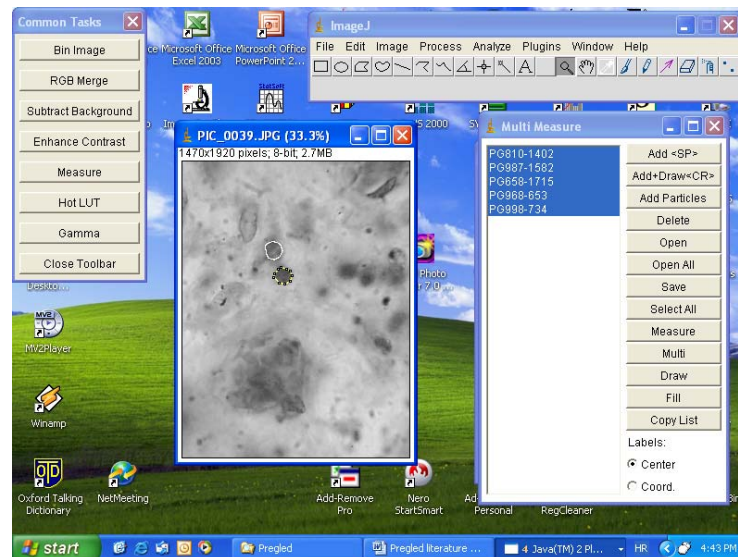 Common Tasks
Bin Image
RGB Merge
Subtract Background
Enhance Contrast
Measure
Hot LUT
Gamma
Close Toolbar
Microsoft Office
Excel 2003
Microsoft Office
PowerPoint 2...
ImageJ
File Edit Image Process Analyze Plugins Window Help
PIC_0039.JPG (33.3%)
1470x1920 pixels; 8-bit; 2.7MB
Multi Measure
PG810-1402
PG987-1582
PG658-1715
PG968-653
PG998-734
Add <SP>
Add+Draw<CR>
Add Particles
Delete
Open
Open All
Save
Select All
Measure
Multi
Draw
Fill
Copy List
Labels:
Center
Coord.
Photo
MV2Player
Winamp
Oxford Talking
Dictionary
NetMeeting
Add-Remove
Pro
Nero
StartSmart
Personal
RegCleaner
start
Pregled
Pregled literature ...
4 Java(TM) 2 Pl...
HR
4:43 PM